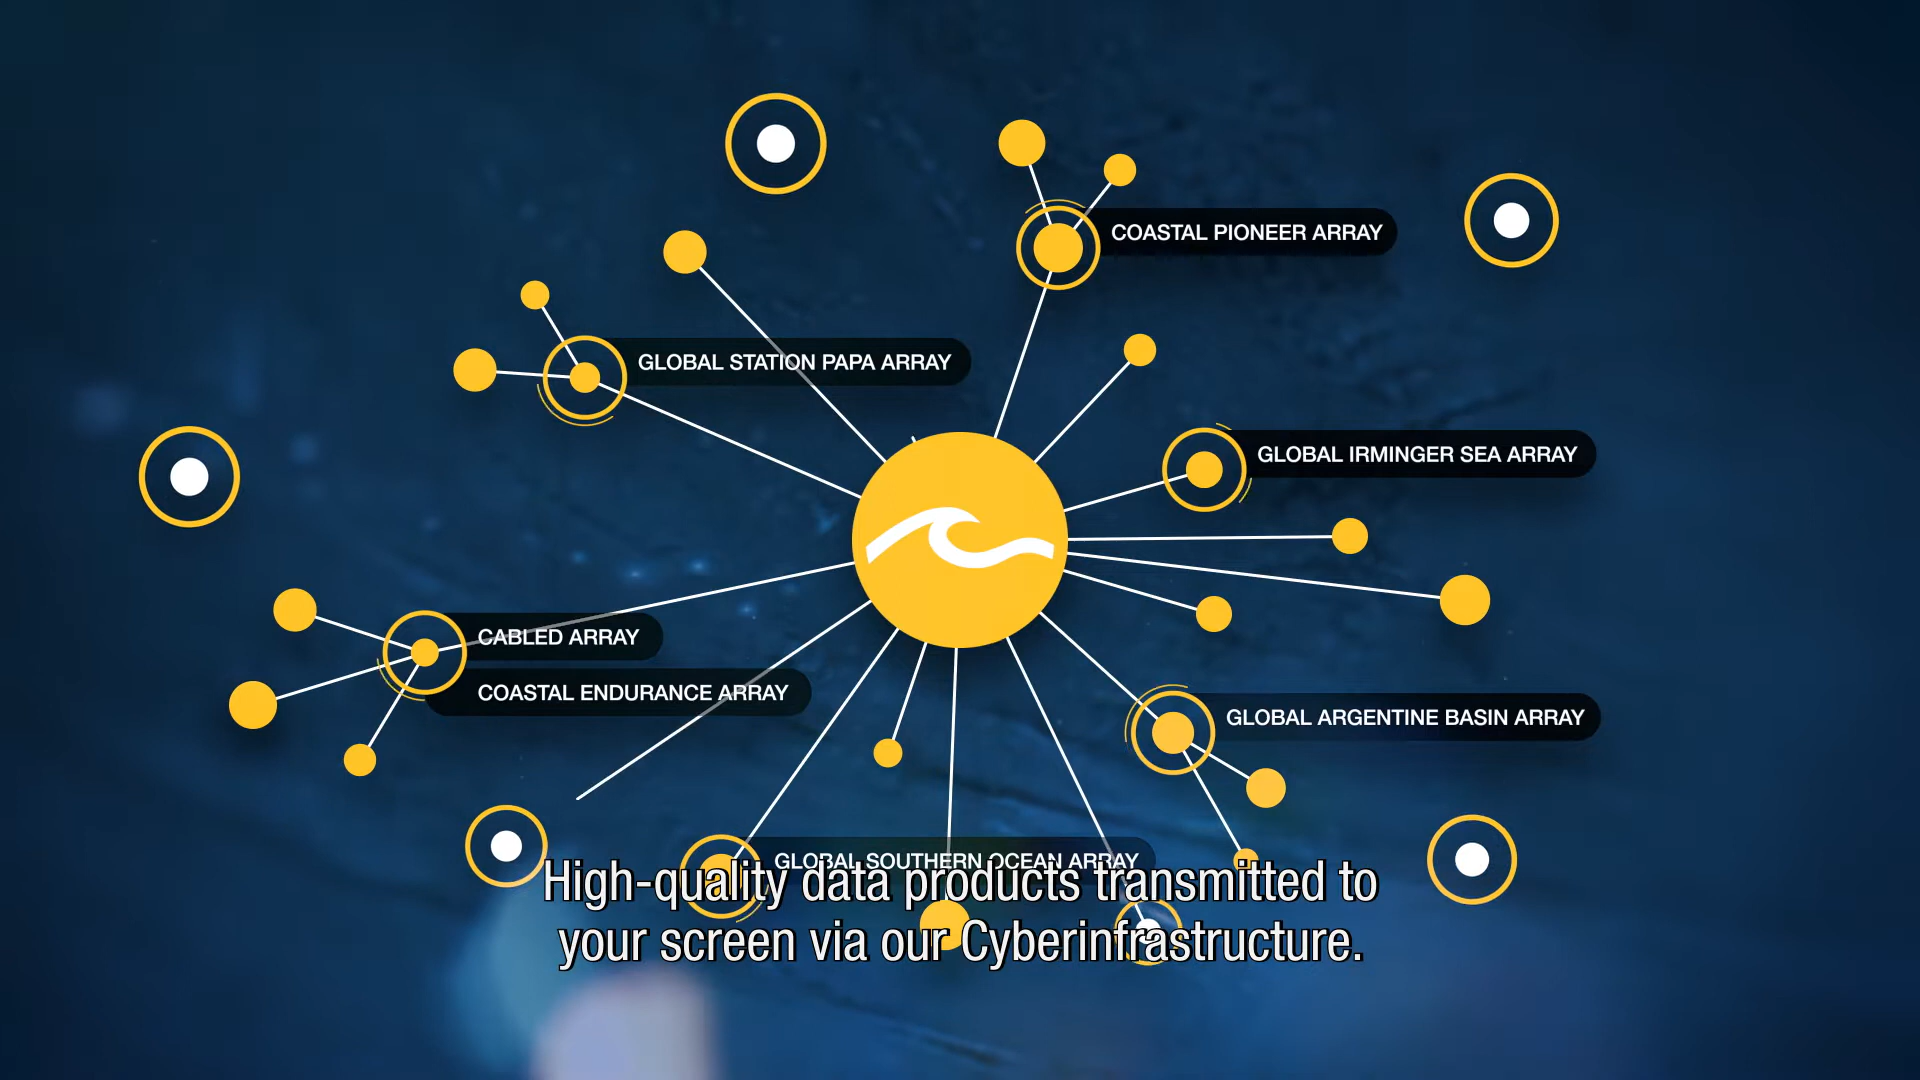 COASTAL PIONEER ARRAY
GLOBAL STATION PAPA ARRAY
GLOBAL IRMINGER SEA ARRAY
CABLED ARRAY
COASTAL ENDURANCE ARRAY
GLOBAL ARGENTINE BASIN ARRAY
GLOBAL SOUTHERN OCEAN ARRAY
High-quality data products transmitted to
your screen via our Cyberinfrastructure.